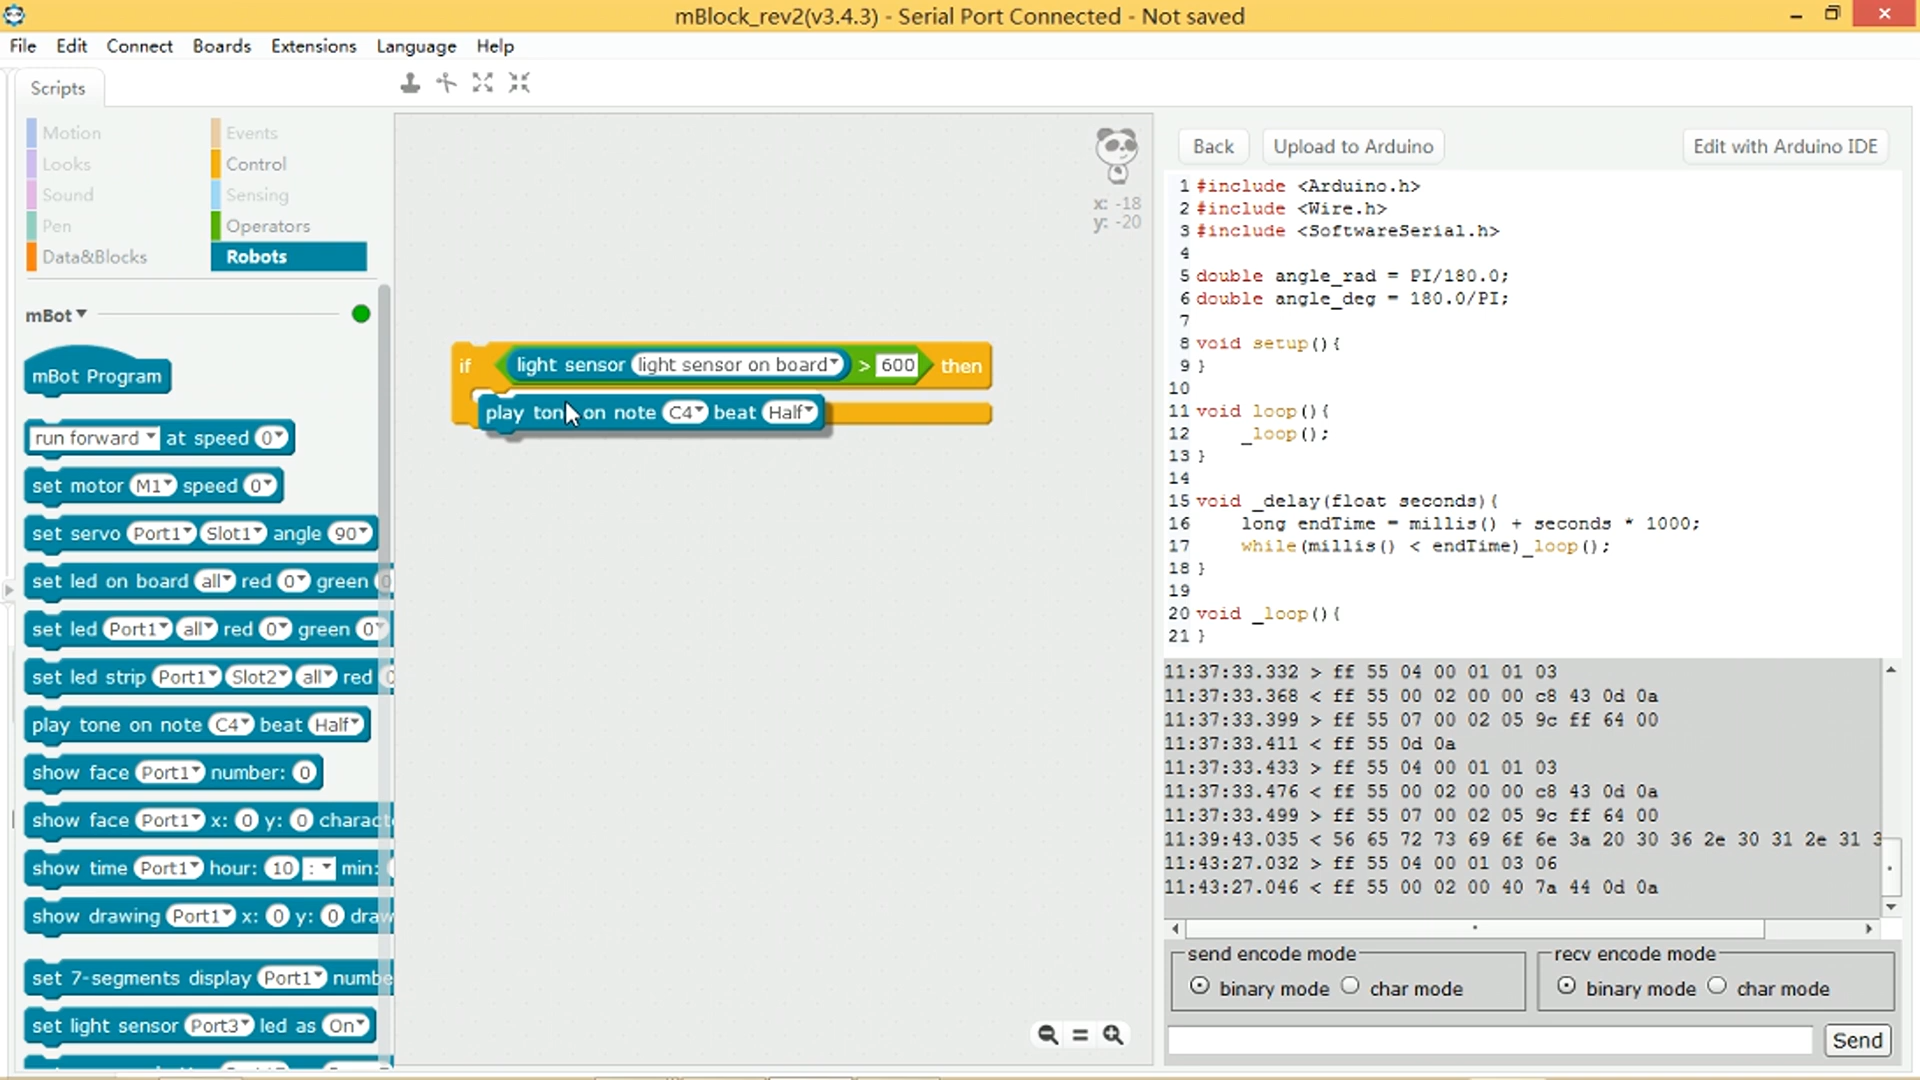 mBlock_rev2(v3.4.3) - Serial Port Connected - Not saved
File Edit Connect Boards Extensions Language Help
Scripts
Motion Events
Looks Control
Sound Sensing
Pen Operators
Data&Blocks Robots
mBot
mBot Program
run forward at speed 0
set motor M1 speed 0
set servo Port1 Slot1 angle 90
set led on board all red 0 green 0
set led Port1 all red 0 green 0
set led strip Port1 Slot2 all red 0
play tone on note C4 beat Half
show face Port1 number: 0
show face Port1 x: 0 y: 0 charact
show time Port1 hour: 10 : min:
show drawing Port1 x: 0 y: 0 draw
set 7-segments display Port1 numbe
set light sensor Port3 led as On
x: -18
y: -20
if light sensor light sensor on board > 600 then
play ton on note C4 beat Half
Back Upload to Arduino Edit with Arduino IDE
1 #include <Arduino.h>
2 #include <Wire.h>
3 #include <SoftwareSerial.h>
4
5 double angle_rad = PI/180.0;
6 double angle_deg = 180.0/PI;
7
8 void setup(){
9 }
10
11 void loop(){
12 _loop();
13 }
14
15 void _delay(float seconds){
16 long endTime = millis() + seconds * 1000;
17 while(millis() < endTime)_loop();
18 }
19
20 void _loop(){
21 }
11:37:33.332 > ff 55 04 00 01 01 03
11:37:33.368 < ff 55 00 02 00 00 c8 43 0d 0a
11:37:33.399 > ff 55 07 00 02 05 9c ff 64 00
11:37:33.411 < ff 55 0d 0a
11:37:33.433 > ff 55 04 00 01 01 03
11:37:33.476 < ff 55 00 02 00 00 c8 43 0d 0a
11:37:33.499 > ff 55 07 00 02 05 9c ff 64 00
11:39:43.035 < 56 65 72 73 69 6f 6e 3a 20 30 36 2e 30 31 2e 31 3
11:43:27.032 > ff 55 04 00 01 03 06
11:43:27.046 < ff 55 00 02 00 40 7a 44 0d 0a
send encode mode recv encode mode
binary mode char mode binary mode char mode
Send